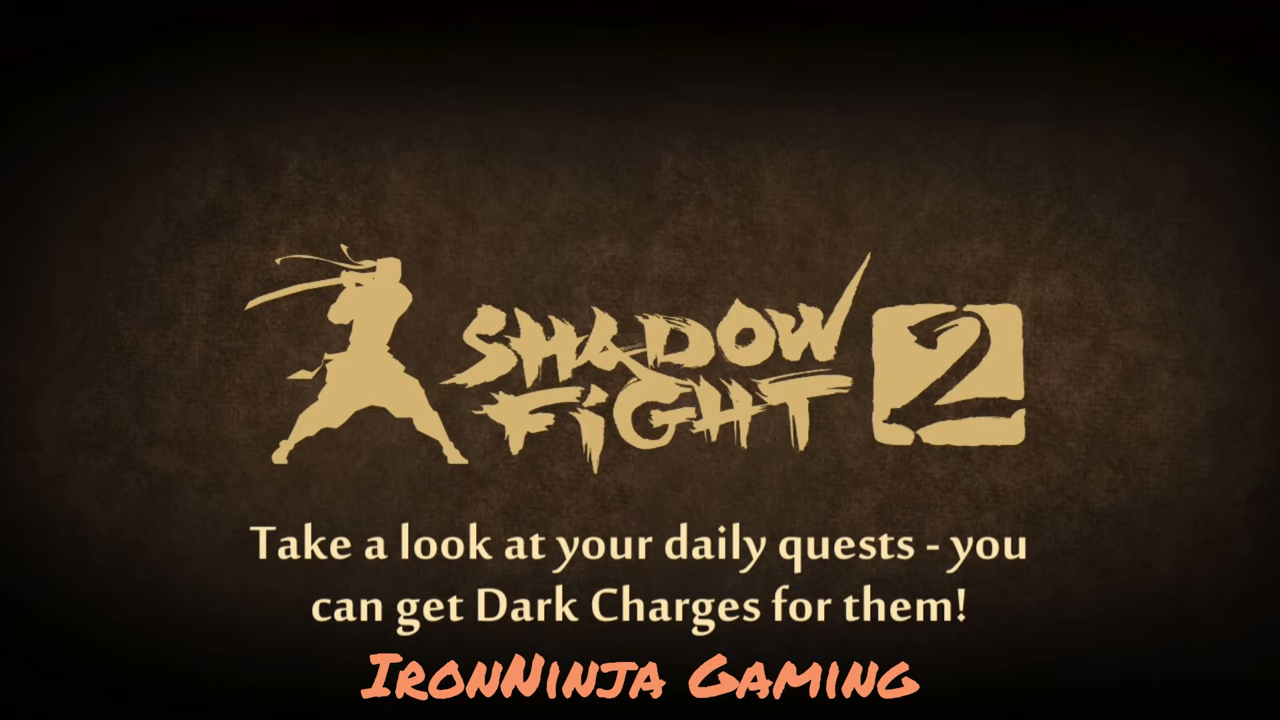 SHADOW
FiGHT 2
Take a look at your daily quests - you
can get Dark Charges for them!
IronNinja Gaming